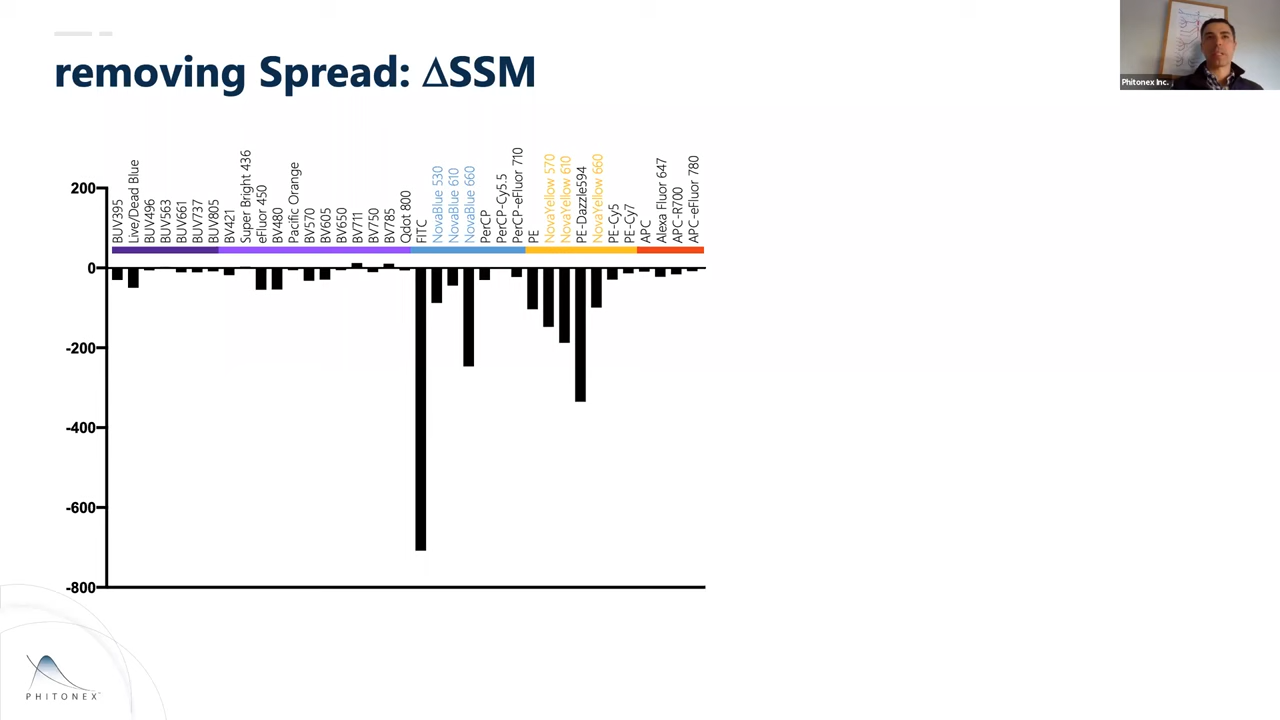 removing Spread: ΔSSM
Phitonex Inc.
BUV395
Live/Dead Blue
BUV496
BUV563
BUV661
BUV737
BUV805
BV421
Super Bright 436
eFluor 450
BV480
Pacific Orange
BV570
BV605
BV650
BV711
BV750
BV785
Qdot 800
FITC
NovaBlue 530
NovaBlue 610
NovaBlue 660
PerCP
PerCP-Cy5.5
PerCP-eFluor 710
PE
NovaYellow 570
NovaYellow 610
PE-Dazzle594
NovaYellow 660
PE-Cy5
PE-Cy7
APC
Alexa Fluor 647
APC-R700
APC-eFluor 780
200
0
-200
-400
-600
-800
PHITONEX